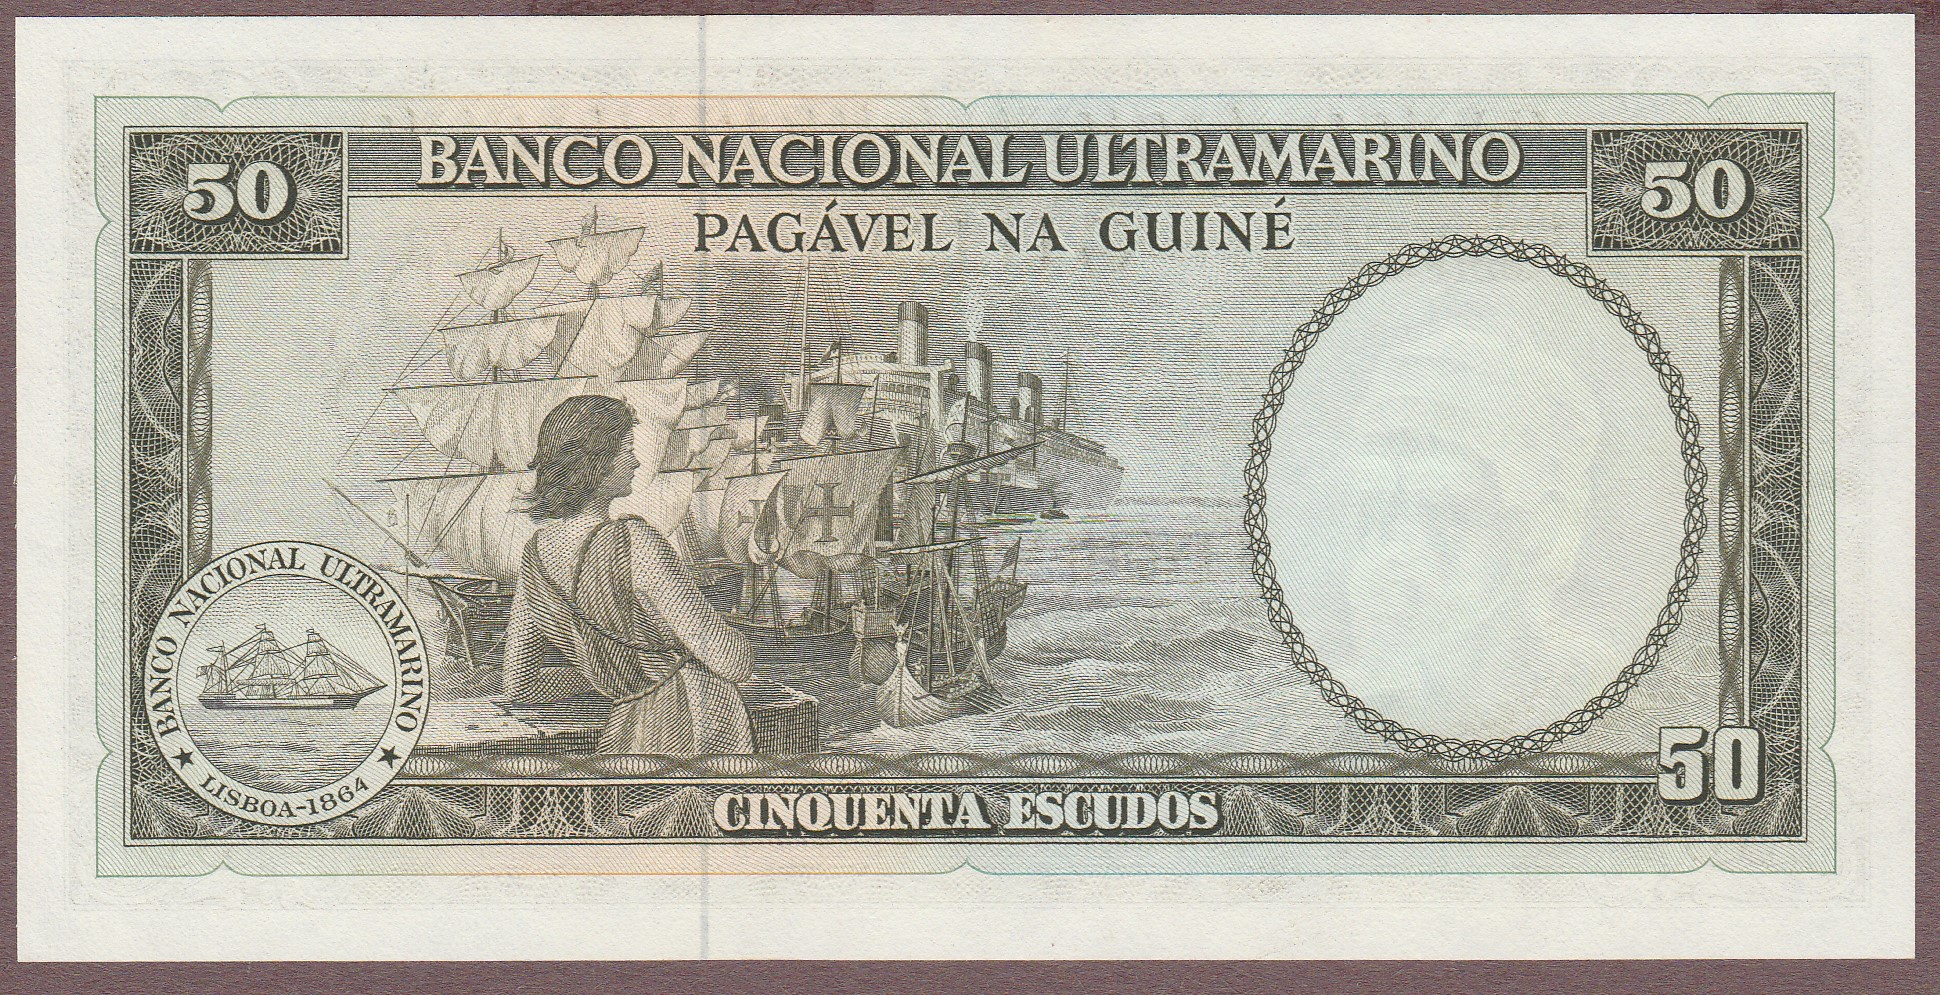 BANCO NACIONAL ULTRAMARINO
50
50
PAGÁVEL NA GUINÉ
BANCO NACIONAL ULTRAMARINO
LISBOA-1864
50
CINQUENTA ESCUDOS